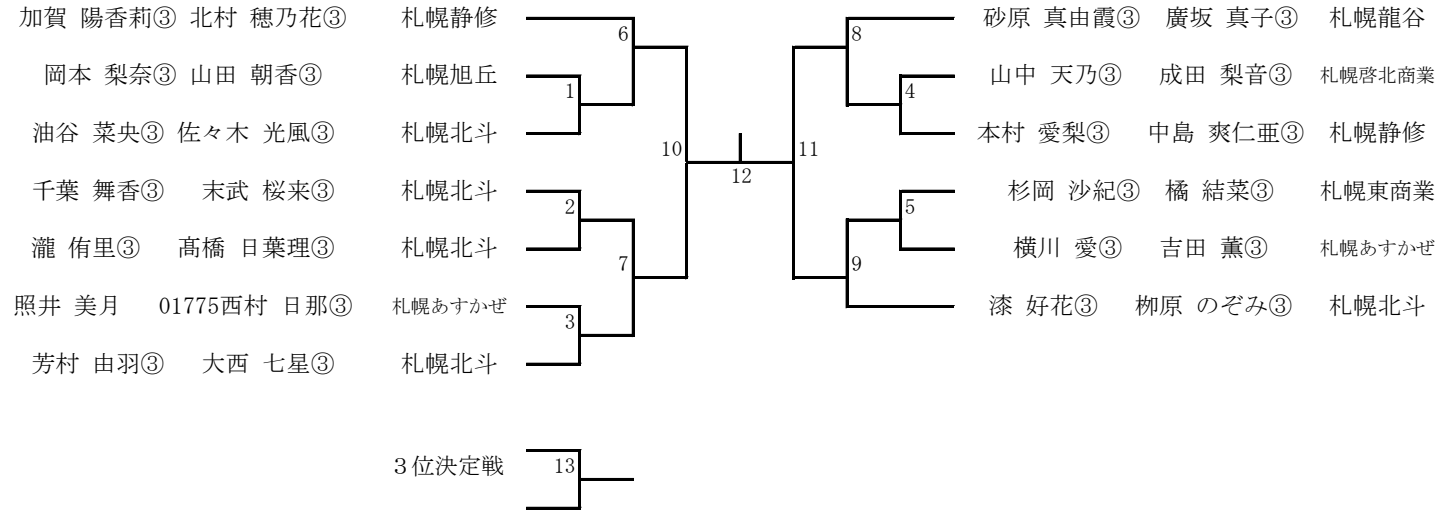 加賀 陽香莉③ 北村 穂乃花③ 札幌静修
6
岡本 梨奈③ 山田 朝香③ 札幌旭丘
1
油谷 菜央③ 佐々木 光風③ 札幌北斗
10
千葉 舞香③ 末武 桜来③ 札幌北斗
2
瀧 侑里③ 髙橋 日葉理③ 札幌北斗
7
照井 美月 01775西村 日那③ 札幌あすかぜ
3
芳村 由羽③ 大西 七星③ 札幌北斗
12
砂原 真由霞③ 廣坂 真子③ 札幌龍谷
8
山中 天乃③ 成田 梨音③ 札幌啓北商業
4
本村 愛梨③ 中島 爽仁亜③ 札幌静修
11
杉岡 沙紀③ 橘 結菜③ 札幌東商業
5
横川 愛③ 吉田 薫③ 札幌あすかぜ
9
漆 好花③ 栁原 のぞみ③ 札幌北斗
３位決定戦 13